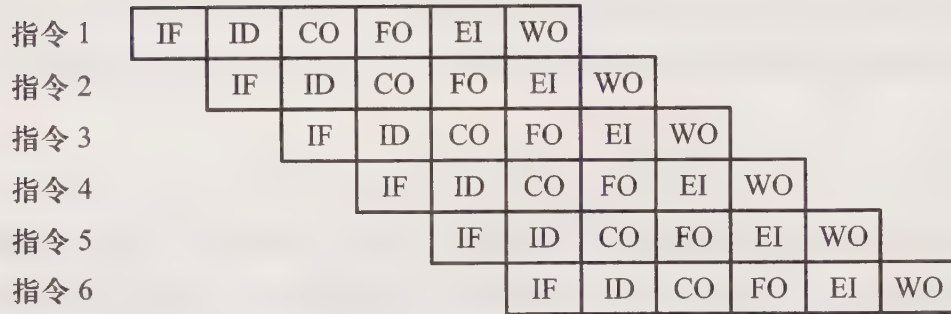 指令 1 IF ID CO FO EI WO
指令 2 IF ID CO FO EI WO
指令 3 IF ID CO FO EI WO
指令 4 IF ID CO FO EI WO
指令 5 IF ID CO FO EI WO
指令 6 IF ID CO FO EI WO